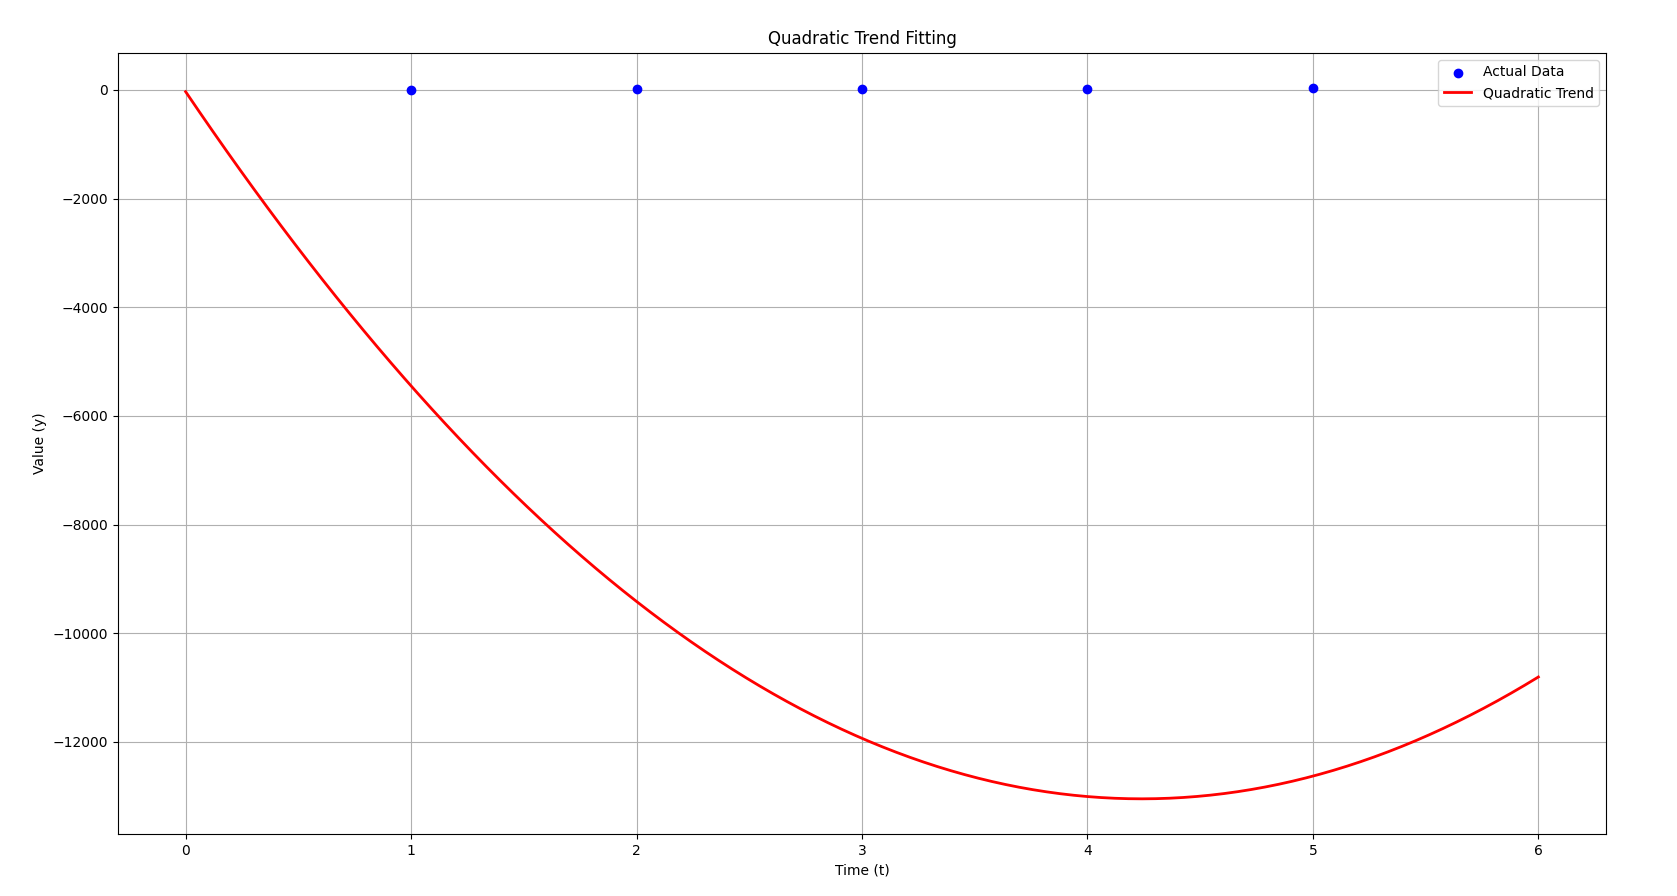 Quadratic Trend Fitting
Actual Data
Quadratic Trend
0
−2000
−4000
−6000
−8000
−10000
−12000
Value (y)
0 1 2 3 4 5 6
Time (t)